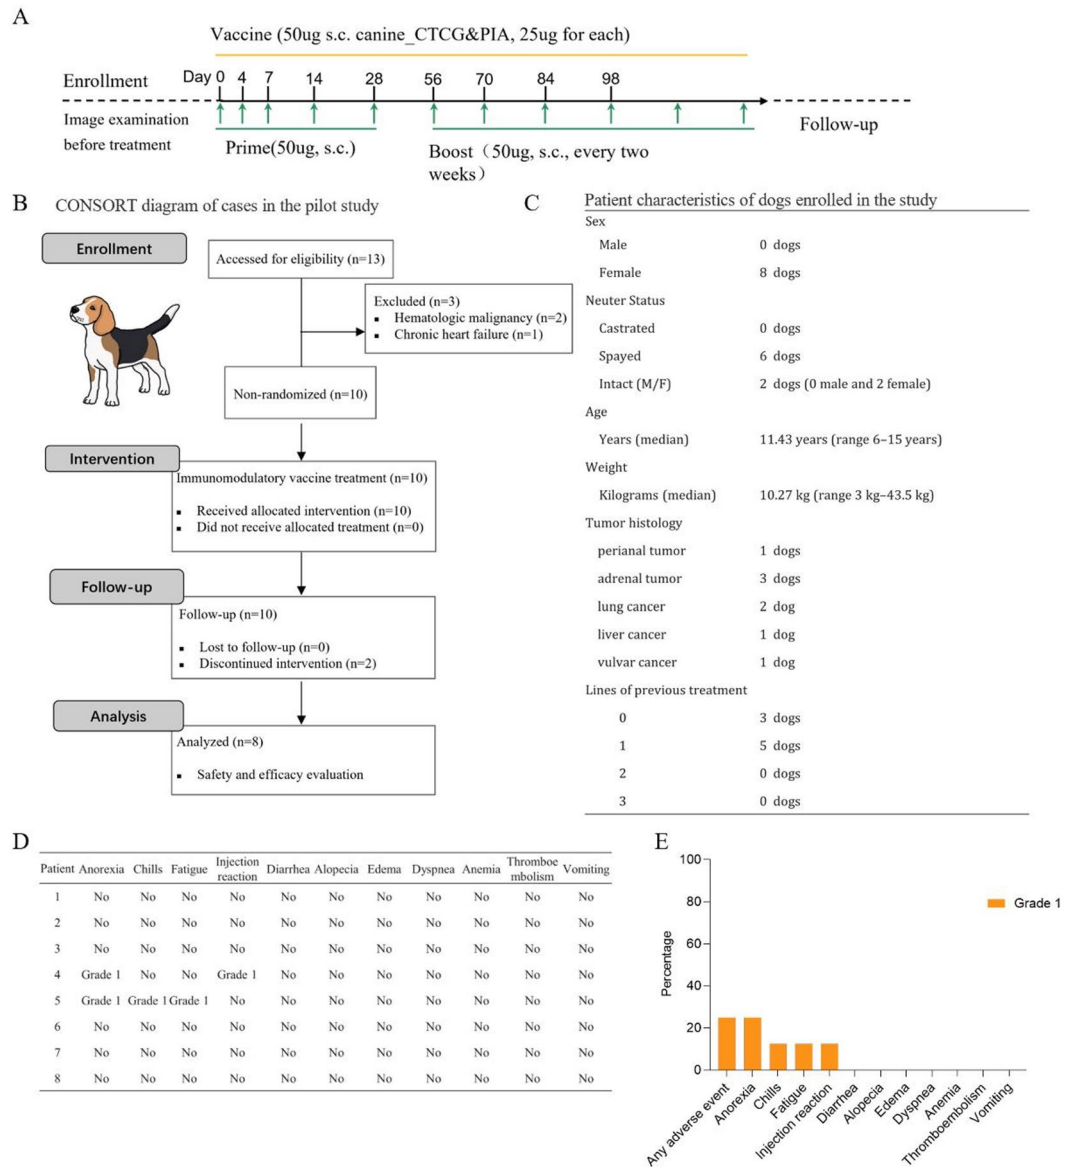 A
Vaccine (50ug s.c. canine_CTCG&PIA, 25ug for each)
Enrollment
Day 0 4 7 14 28 56 70 84 98
Image examination
before treatment
Prime(50ug, s.c.)
Boost（50ug, s.c., every two
weeks）
Follow-up
B
CONSORT diagram of cases in the pilot study
Enrollment
Accessed for eligibility (n=13)
Excluded (n=3)
▪ Hematologic malignancy (n=2)
▪ Chronic heart failure (n=1)
Non-randomized (n=10)
Intervention
Immunomodulatory vaccine treatment (n=10)
▪ Received allocated intervention (n=10)
▪ Did not receive allocated treatment (n=0)
Follow-up
Follow-up (n=10)
▪ Lost to follow-up (n=0)
▪ Discontinued intervention (n=2)
Analysis
Analyzed (n=8)
▪ Safety and efficacy evaluation
C
Patient characteristics of dogs enrolled in the study
Sex
Male 0 dogs
Female 8 dogs
Neuter Status
Castrated 0 dogs
Spayed 6 dogs
Intact (M/F) 2 dogs (0 male and 2 female)
Age
Years (median) 11.43 years (range 6–15 years)
Weight
Kilograms (median) 10.27 kg (range 3 kg–43.5 kg)
Tumor histology
perianal tumor 1 dogs
adrenal tumor 3 dogs
lung cancer 2 dog
liver cancer 1 dog
vulvar cancer 1 dog
Lines of previous treatment
0 3 dogs
1 5 dogs
2 0 dogs
3 0 dogs
D
Patient Anorexia Chills Fatigue Injection reaction Diarrhea Alopecia Edema Dyspnea Anemia Thromboe mbolism Vomiting
1 No No No No No No No No No No No
2 No No No No No No No No No No No
3 No No No No No No No No No No No
4 Grade 1 No No Grade 1 No No No No No No No
5 Grade 1 Grade 1 Grade 1 No No No No No No No No
6 No No No No No No No No No No No
7 No No No No No No No No No No No
8 No No No No No No No No No No No
E
Percentage
100
80
60
40
20
0
Grade 1
Any adverse event
Anorexia
Chills
Fatigue
Injection reaction
Diarrhea
Alopecia
Edema
Dyspnea
Anemia
Thromboembolism
Vomiting